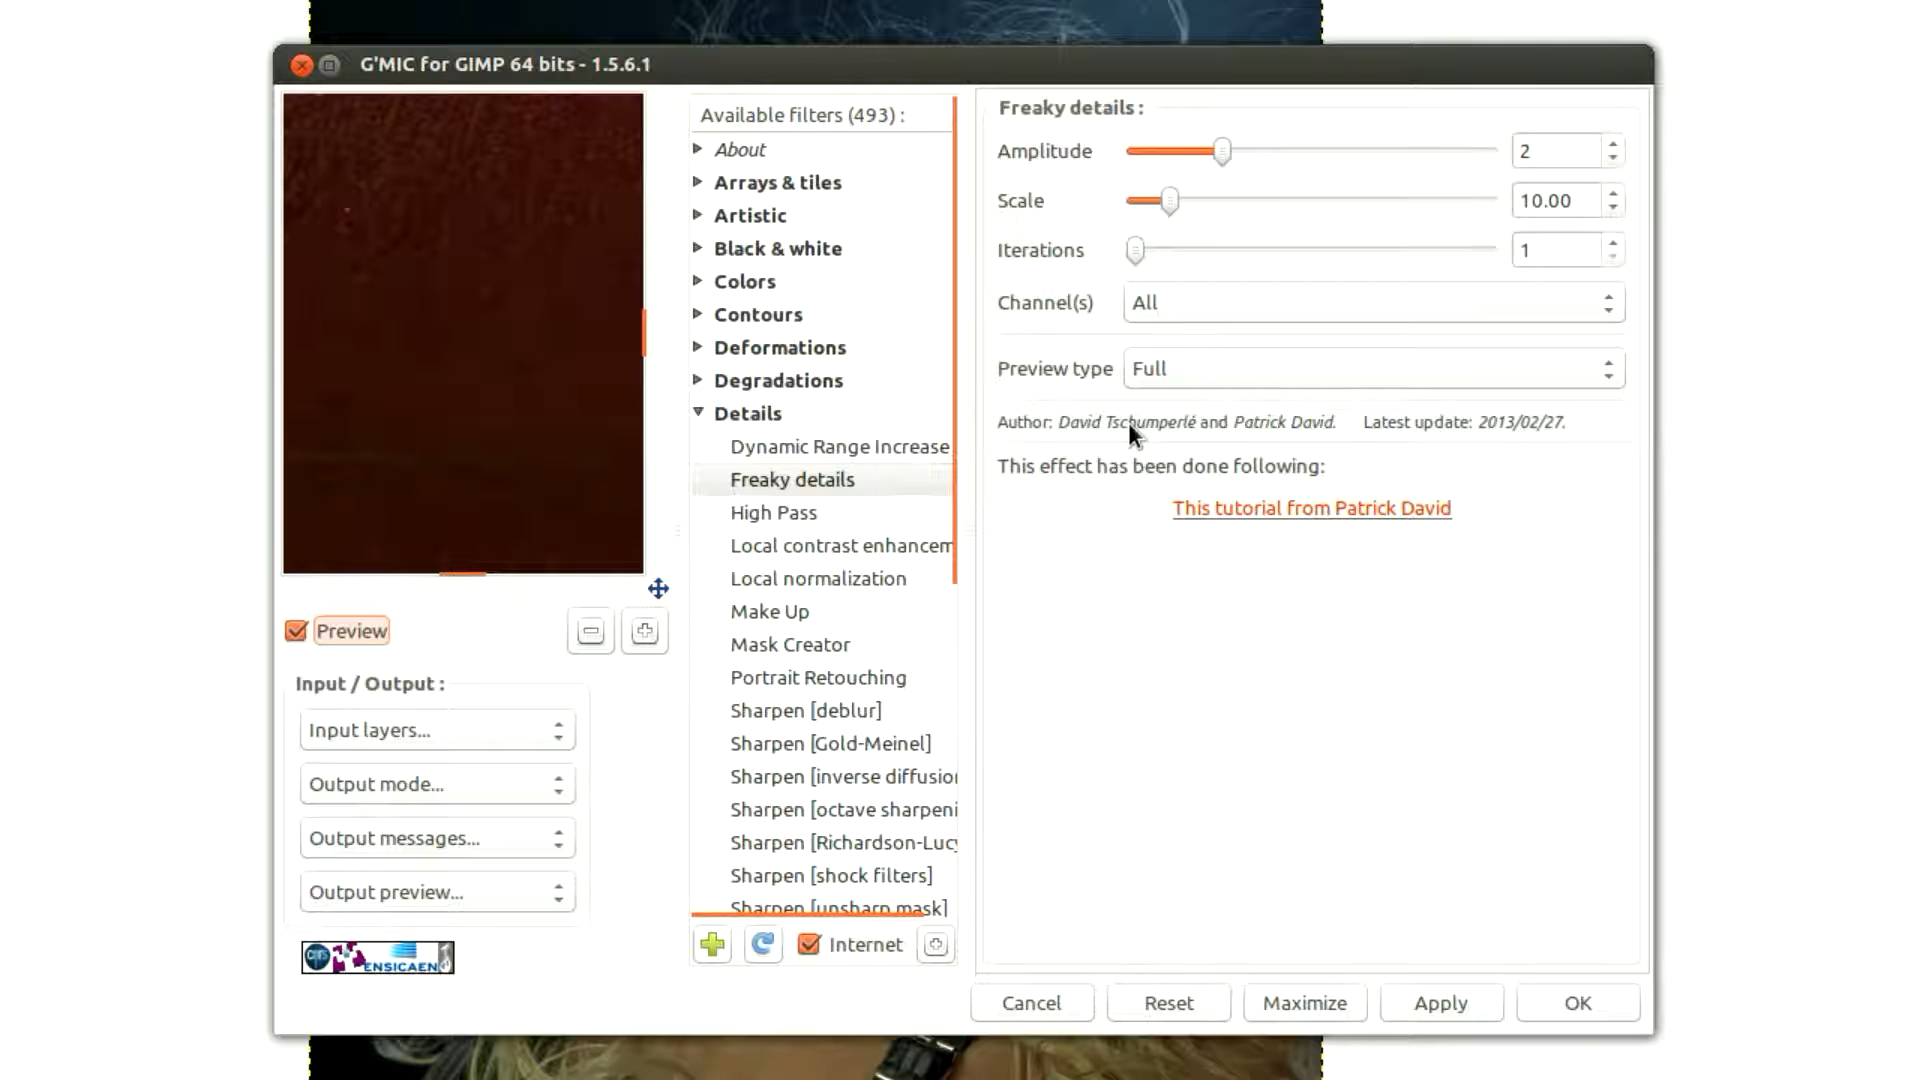 G'MIC for GIMP 64 bits - 1.5.6.1
Available filters (493) :
About
Arrays & tiles
Artistic
Black & white
Colors
Contours
Deformations
Degradations
Details
Dynamic Range Increase
Freaky details
High Pass
Local contrast enhancem
Local normalization
Make Up
Mask Creator
Portrait Retouching
Sharpen [deblur]
Sharpen [Gold-Meinel]
Sharpen [inverse diffusion
Sharpen [octave sharpeni
Sharpen [Richardson-Lucy
Sharpen [shock filters]
Sharpen [unsharp mask]
Internet
Preview
Input / Output :
Input layers...
Output mode...
Output messages...
Output preview...
ENSICAEN
Freaky details :
Amplitude 2
Scale 10.00
Iterations 1
Channel(s) All
Preview type Full
Author: David Tschumperlé and Patrick David. Latest update: 2013/02/27.
This effect has been done following:
This tutorial from Patrick David
Cancel Reset Maximize Apply OK